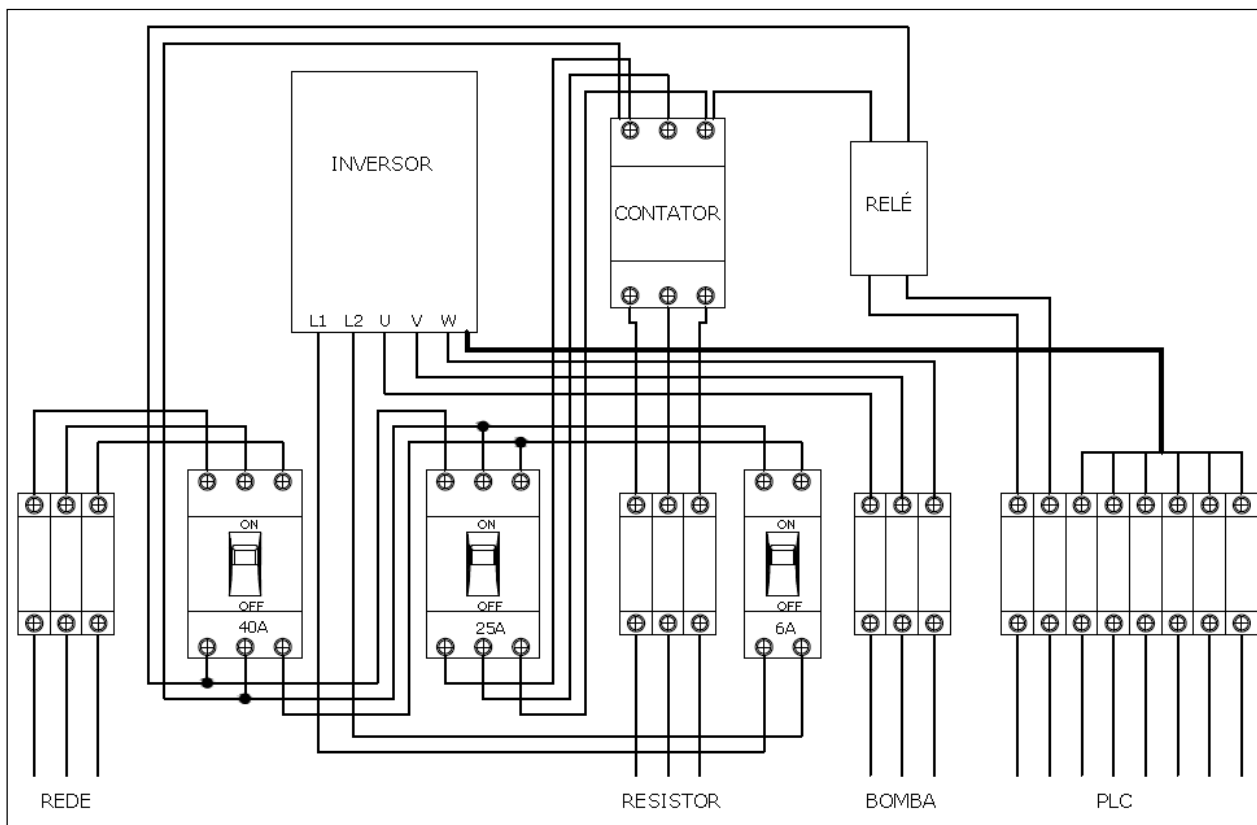 INVERSOR
CONTATOR
RELÉ
L1 L2 U V W
ON
OFF
40A
ON
OFF
25A
ON
OFF
6A
REDE
RESISTOR
BOMBA
PLC